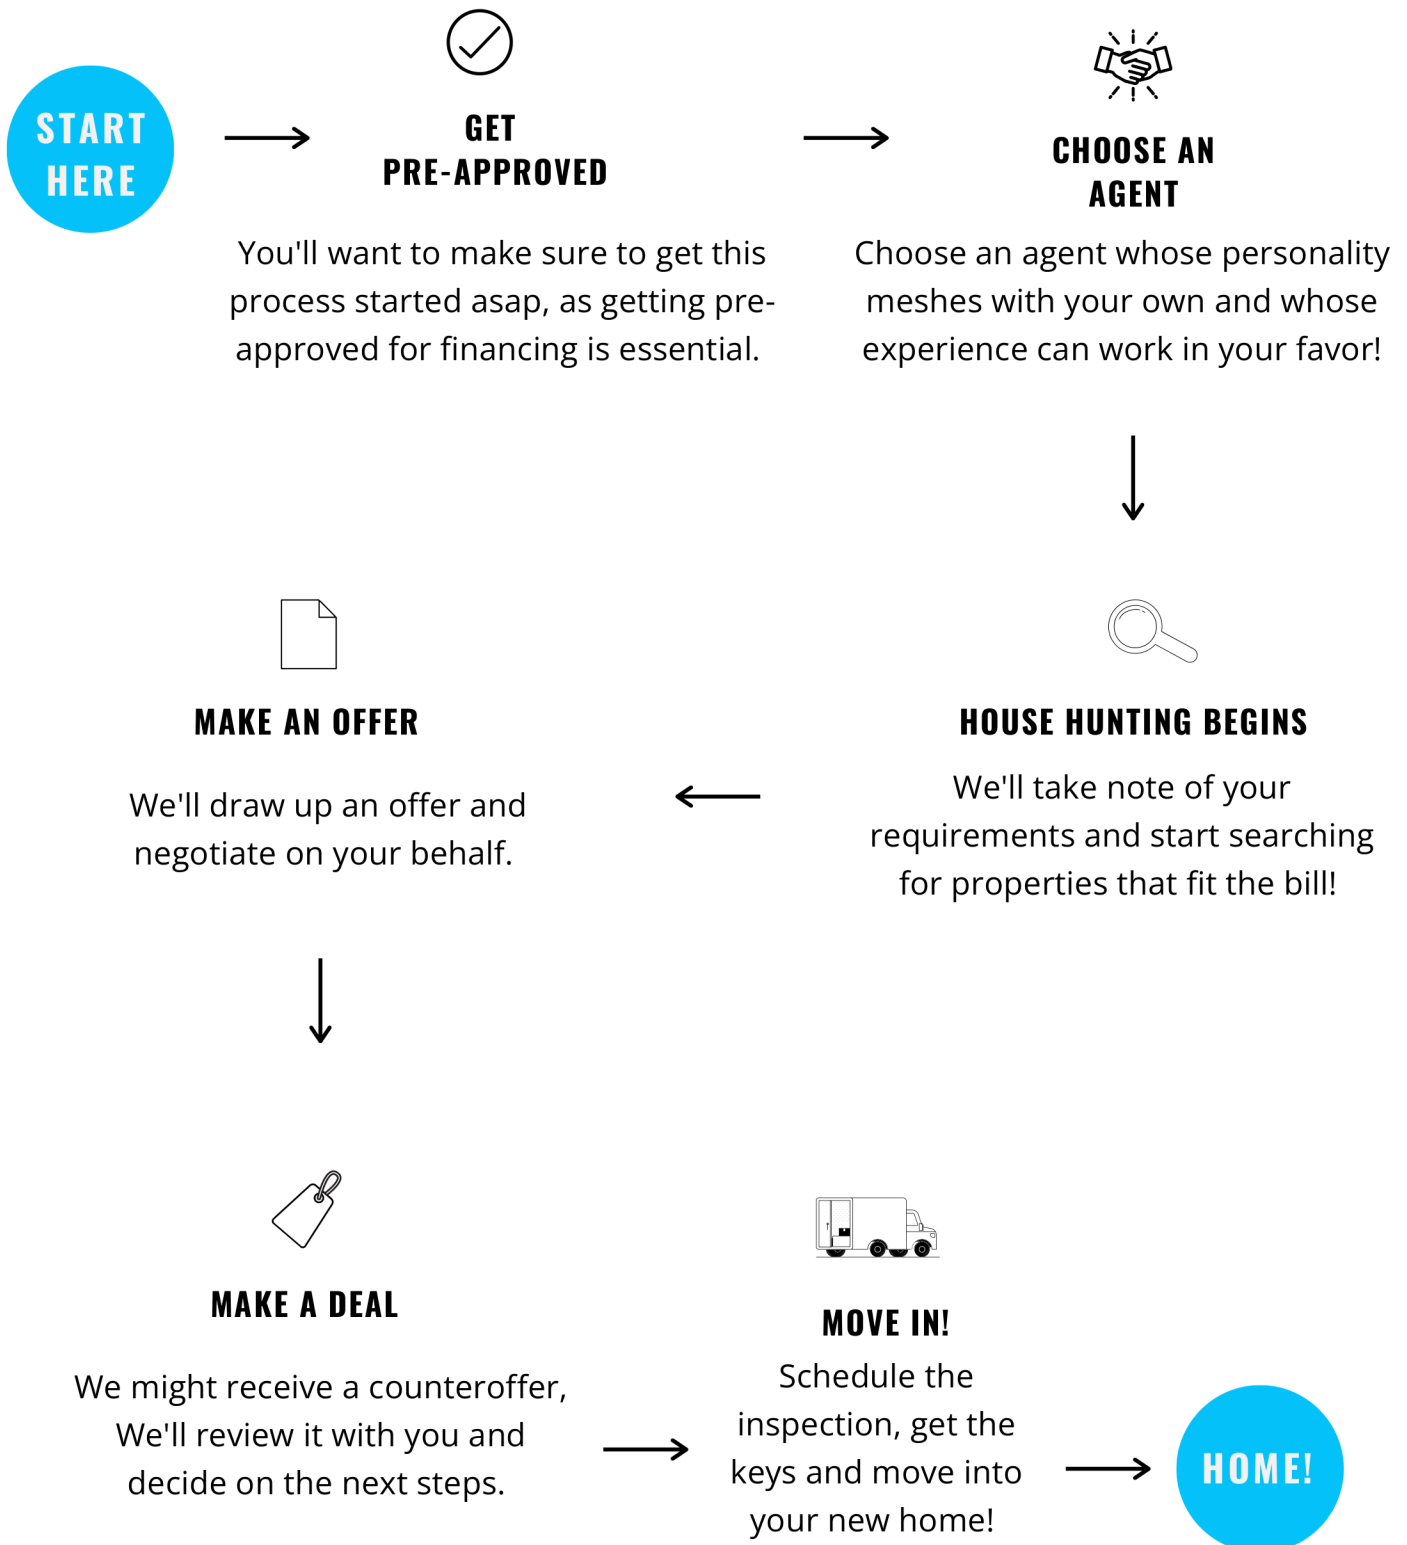 START
HERE
GET
PRE-APPROVED
You'll want to make sure to get this
process started asap, as getting pre-
approved for financing is essential.
CHOOSE AN
AGENT
Choose an agent whose personality
meshes with your own and whose
experience can work in your favor!
HOUSE HUNTING BEGINS
We'll take note of your
requirements and start searching
for properties that fit the bill!
MAKE AN OFFER
We'll draw up an offer and
negotiate on your behalf.
MAKE A DEAL
We might receive a counteroffer,
We'll review it with you and
decide on the next steps.
MOVE IN!
Schedule the
inspection, get the
keys and move into
your new home!
HOME!